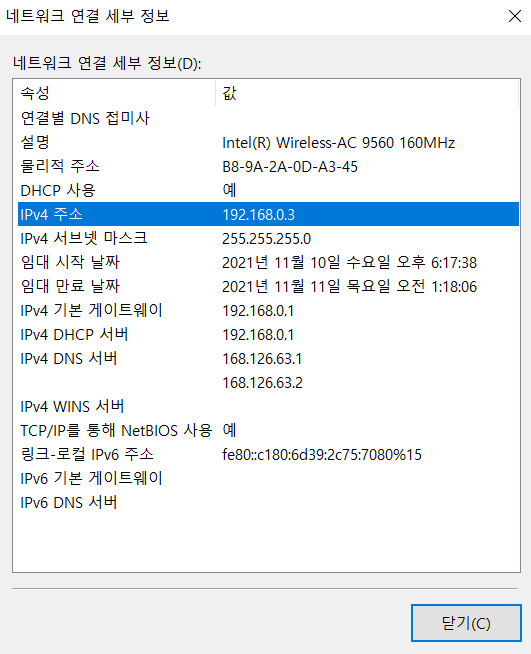 네트워크 연결 세부 정보
네트워크 연결 세부 정보(D):
속성 값
연결별 DNS 접미사
설명 Intel(R) Wireless-AC 9560 160MHz
물리적 주소 B8-9A-2A-0D-A3-45
DHCP 사용 예
IPv4 주소 192.168.0.3
IPv4 서브넷 마스크 255.255.255.0
임대 시작 날짜 2021년 11월 10일 수요일 오후 6:17:38
임대 만료 날짜 2021년 11월 11일 목요일 오전 1:18:06
IPv4 기본 게이트웨이 192.168.0.1
IPv4 DHCP 서버 192.168.0.1
IPv4 DNS 서버 168.126.63.1
168.126.63.2
IPv4 WINS 서버
TCP/IP를 통해 NetBIOS 사용 예
링크-로컬 IPv6 주소 fe80::c180:6d39:2c75:7080%15
IPv6 기본 게이트웨이
IPv6 DNS 서버
닫기(C)